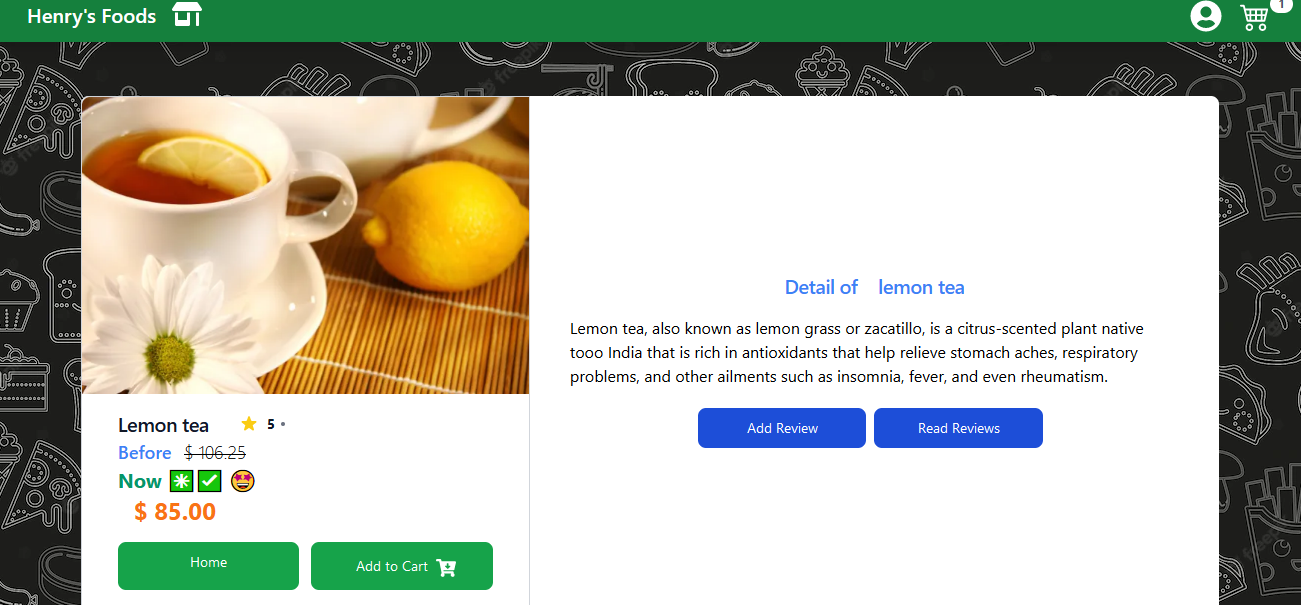 Henry's Foods
1
Detail of lemon tea
Lemon tea, also known as lemon grass or zacatillo, is a citrus-scented plant native
tooo India that is rich in antioxidants that help relieve stomach aches, respiratory
problems, and other ailments such as insomnia, fever, and even rheumatism.
Add Review Read Reviews
Lemon tea 5 •
Before $ 106.25
Now
$ 85.00
Home Add to Cart